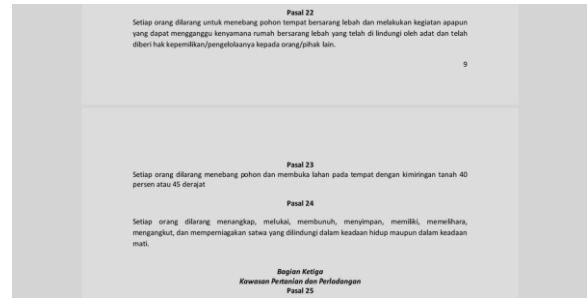 Pasal 22
Setiap orang dilarang untuk menebang pohon tempat bersarang lebah dan melakukan kegiatan apapun
yang dapat mengganggu kenyamana rumah bersarang lebah yang telah di lindungi oleh adat dan telah
diberi hak kepemilikan/pengelolaanya kepada orang/pihak lain.
9
Pasal 23
Setiap orang dilarang menebang pohon dan membuka lahan pada tempat dengan kimiringan tanah 40
persen atau 45 derajat
Pasal 24
Setiap orang dilarang menangkap, melukai, membunuh, menyimpan, memiliki, memelihara,
mengangkut, dan memperniagakan satwa yang dilindungi dalam keadaan hidup maupun dalam keadaan
mati.
Bagian Ketiga
Kawasan Pertanian dan Perladangan
Pasal 25